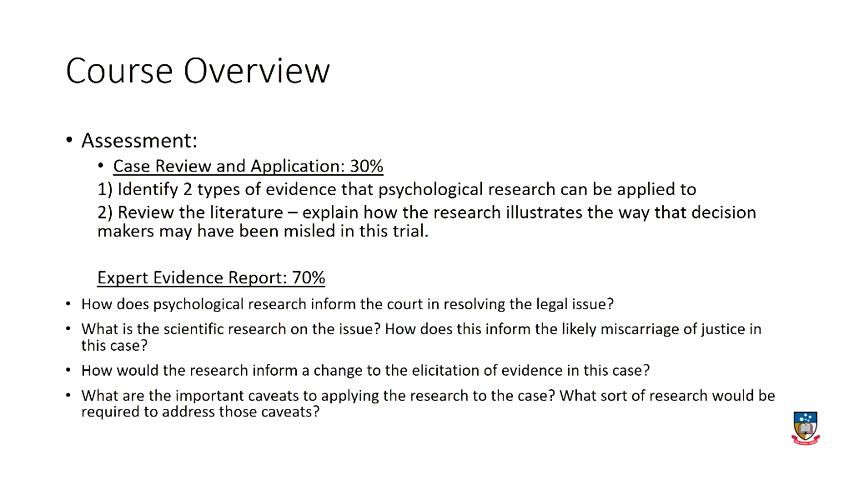 Course Overview
• Assessment:
• Case Review and Application: 30%
1) Identify 2 types of evidence that psychological research can be applied to
2) Review the literature – explain how the research illustrates the way that decision
makers may have been misled in this trial.
Expert Evidence Report: 70%
• How does psychological research inform the court in resolving the legal issue?
• What is the scientific research on the issue? How does this inform the likely miscarriage of justice in
this case?
• How would the research inform a change to the elicitation of evidence in this case?
• What are the important caveats to applying the research to the case? What sort of research would be
required to address those caveats?